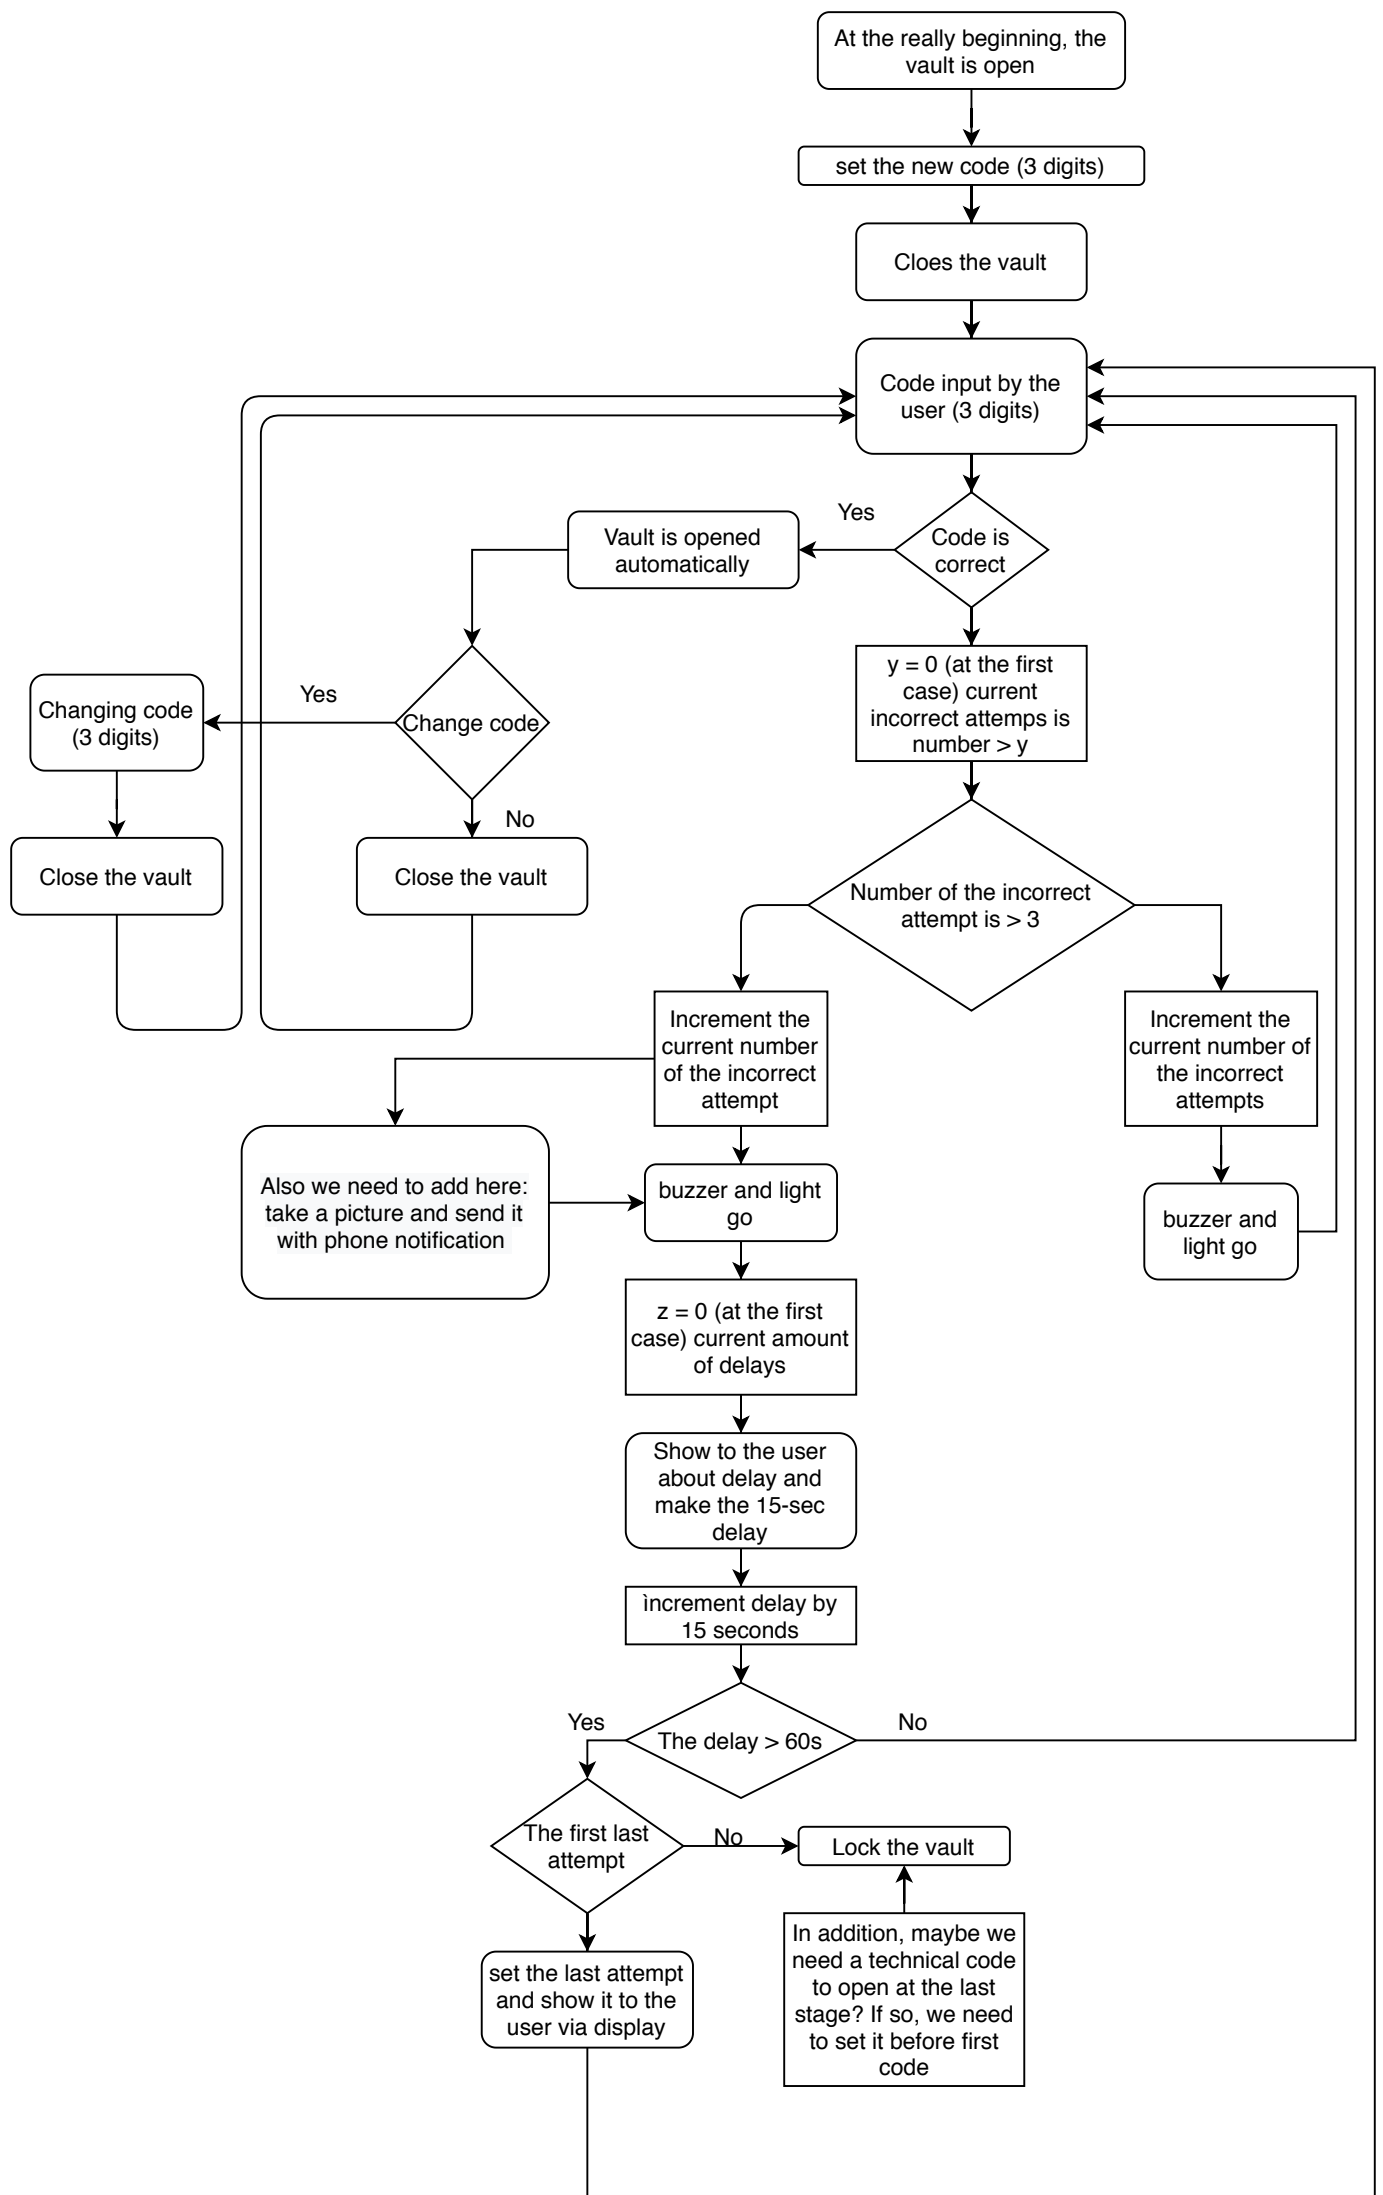 At the really beginning, the
vault is open
set the new code (3 digits)
Cloes the vault
Code input by the
user (3 digits)
Yes
Code is
correct
Vault is opened
automatically
y = 0 (at the first
case) current
incorrect attemps is
number > y
Yes
Change code
Changing code
(3 digits)
No
Close the vault
Close the vault
Number of the incorrect
attempt is > 3
Increment the
current number
of the incorrect
attempt
Increment the
current number of
the incorrect
attempts
Also we need to add here:
take a picture and send it
with phone notification
buzzer and light
go
buzzer and
light go
z = 0 (at the first
case) current amount
of delays
Show to the user
about delay and
make the 15-sec
delay
ìncrement delay by
15 seconds
Yes
The delay > 60s
No
The first last
attempt
No
Lock the vault
set the last attempt
and show it to the
user via display
In addition, maybe we
need a technical code
to open at the last
stage? If so, we need
to set it before first
code